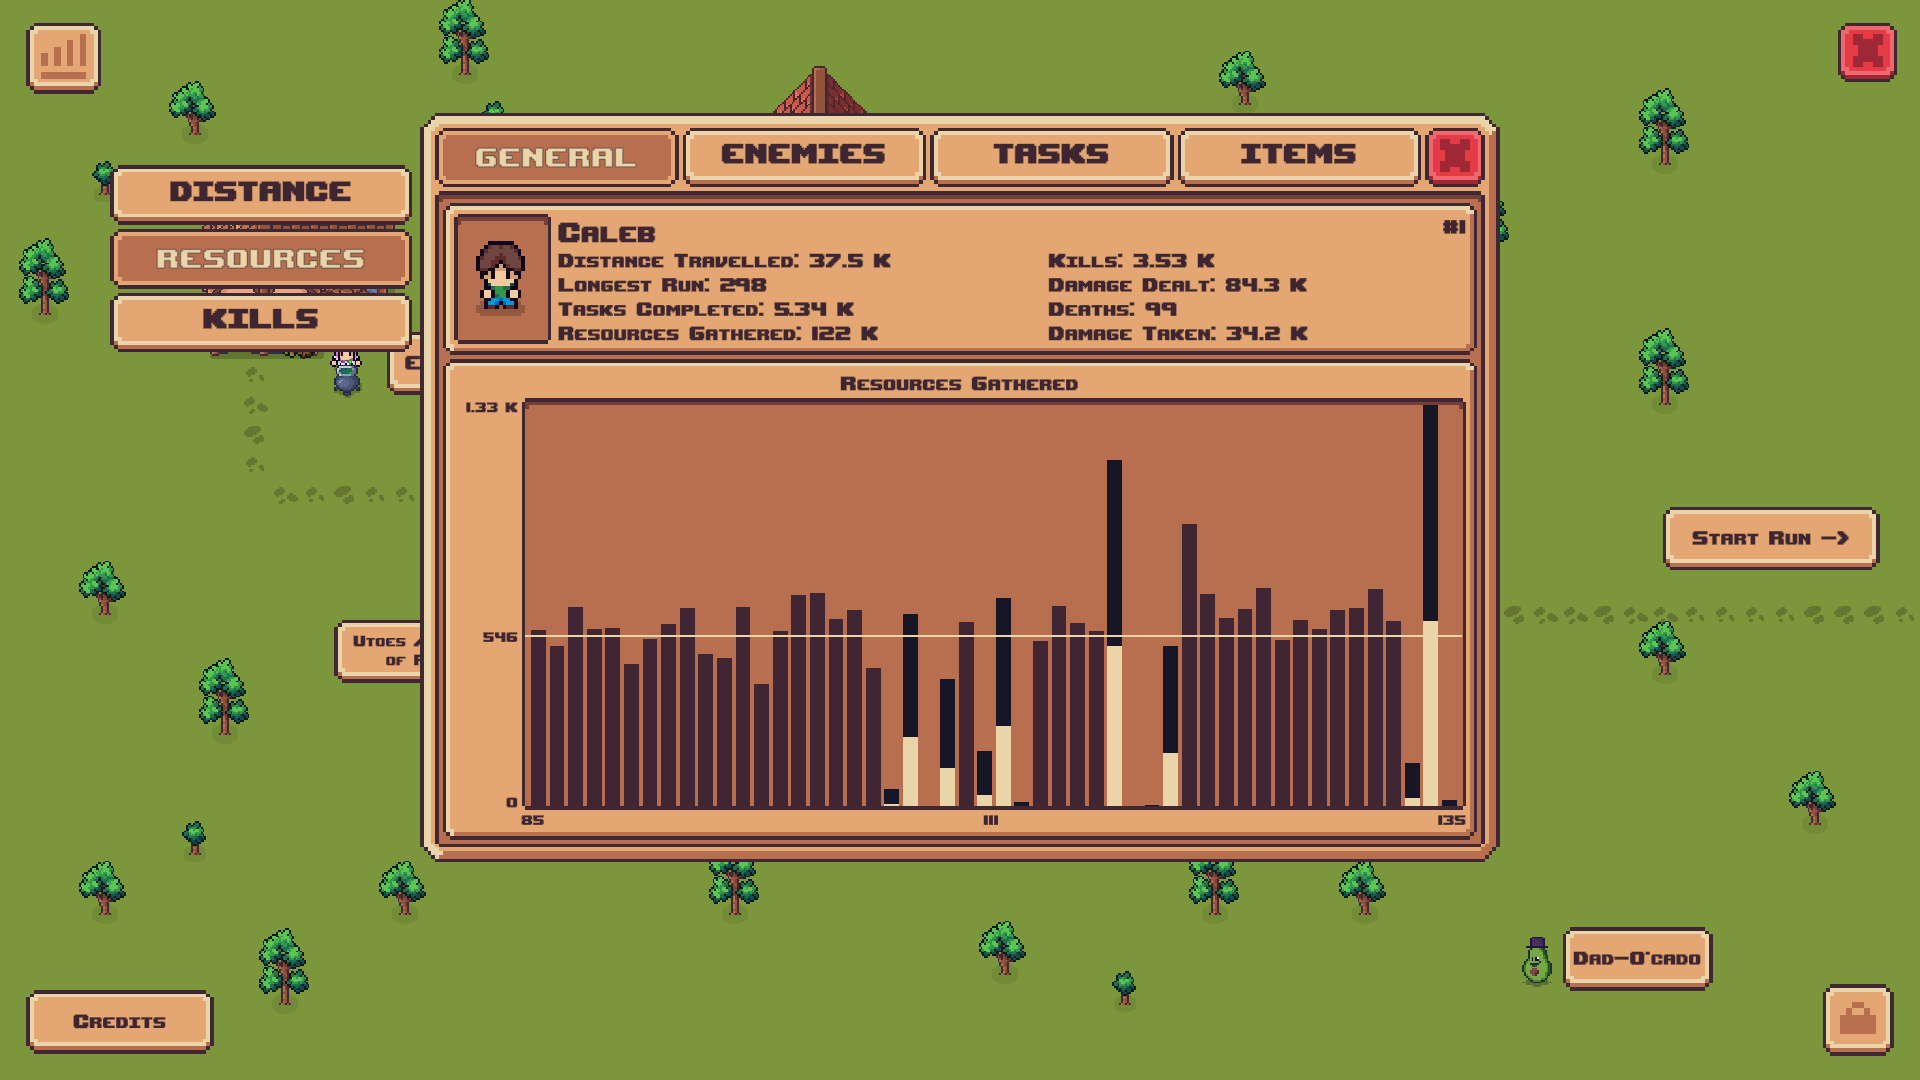 GENERAL
ENEMIES
TASKS
ITEMS
DISTANCE
RESOURCES
KILLS
Caleb
#1
Distance Travelled: 37.5 K
Longest Run: 298
Tasks Completed: 5.34 K
Resources Gathered: 122 K
Kills: 3.53 K
Damage Dealt: 84.3 K
Deaths: 99
Damage Taken: 34.2 K
Resources Gathered
1.33 K
546
0
85
111
135
Utoes
of
Start Run ->
Dad-O'cado
Credits